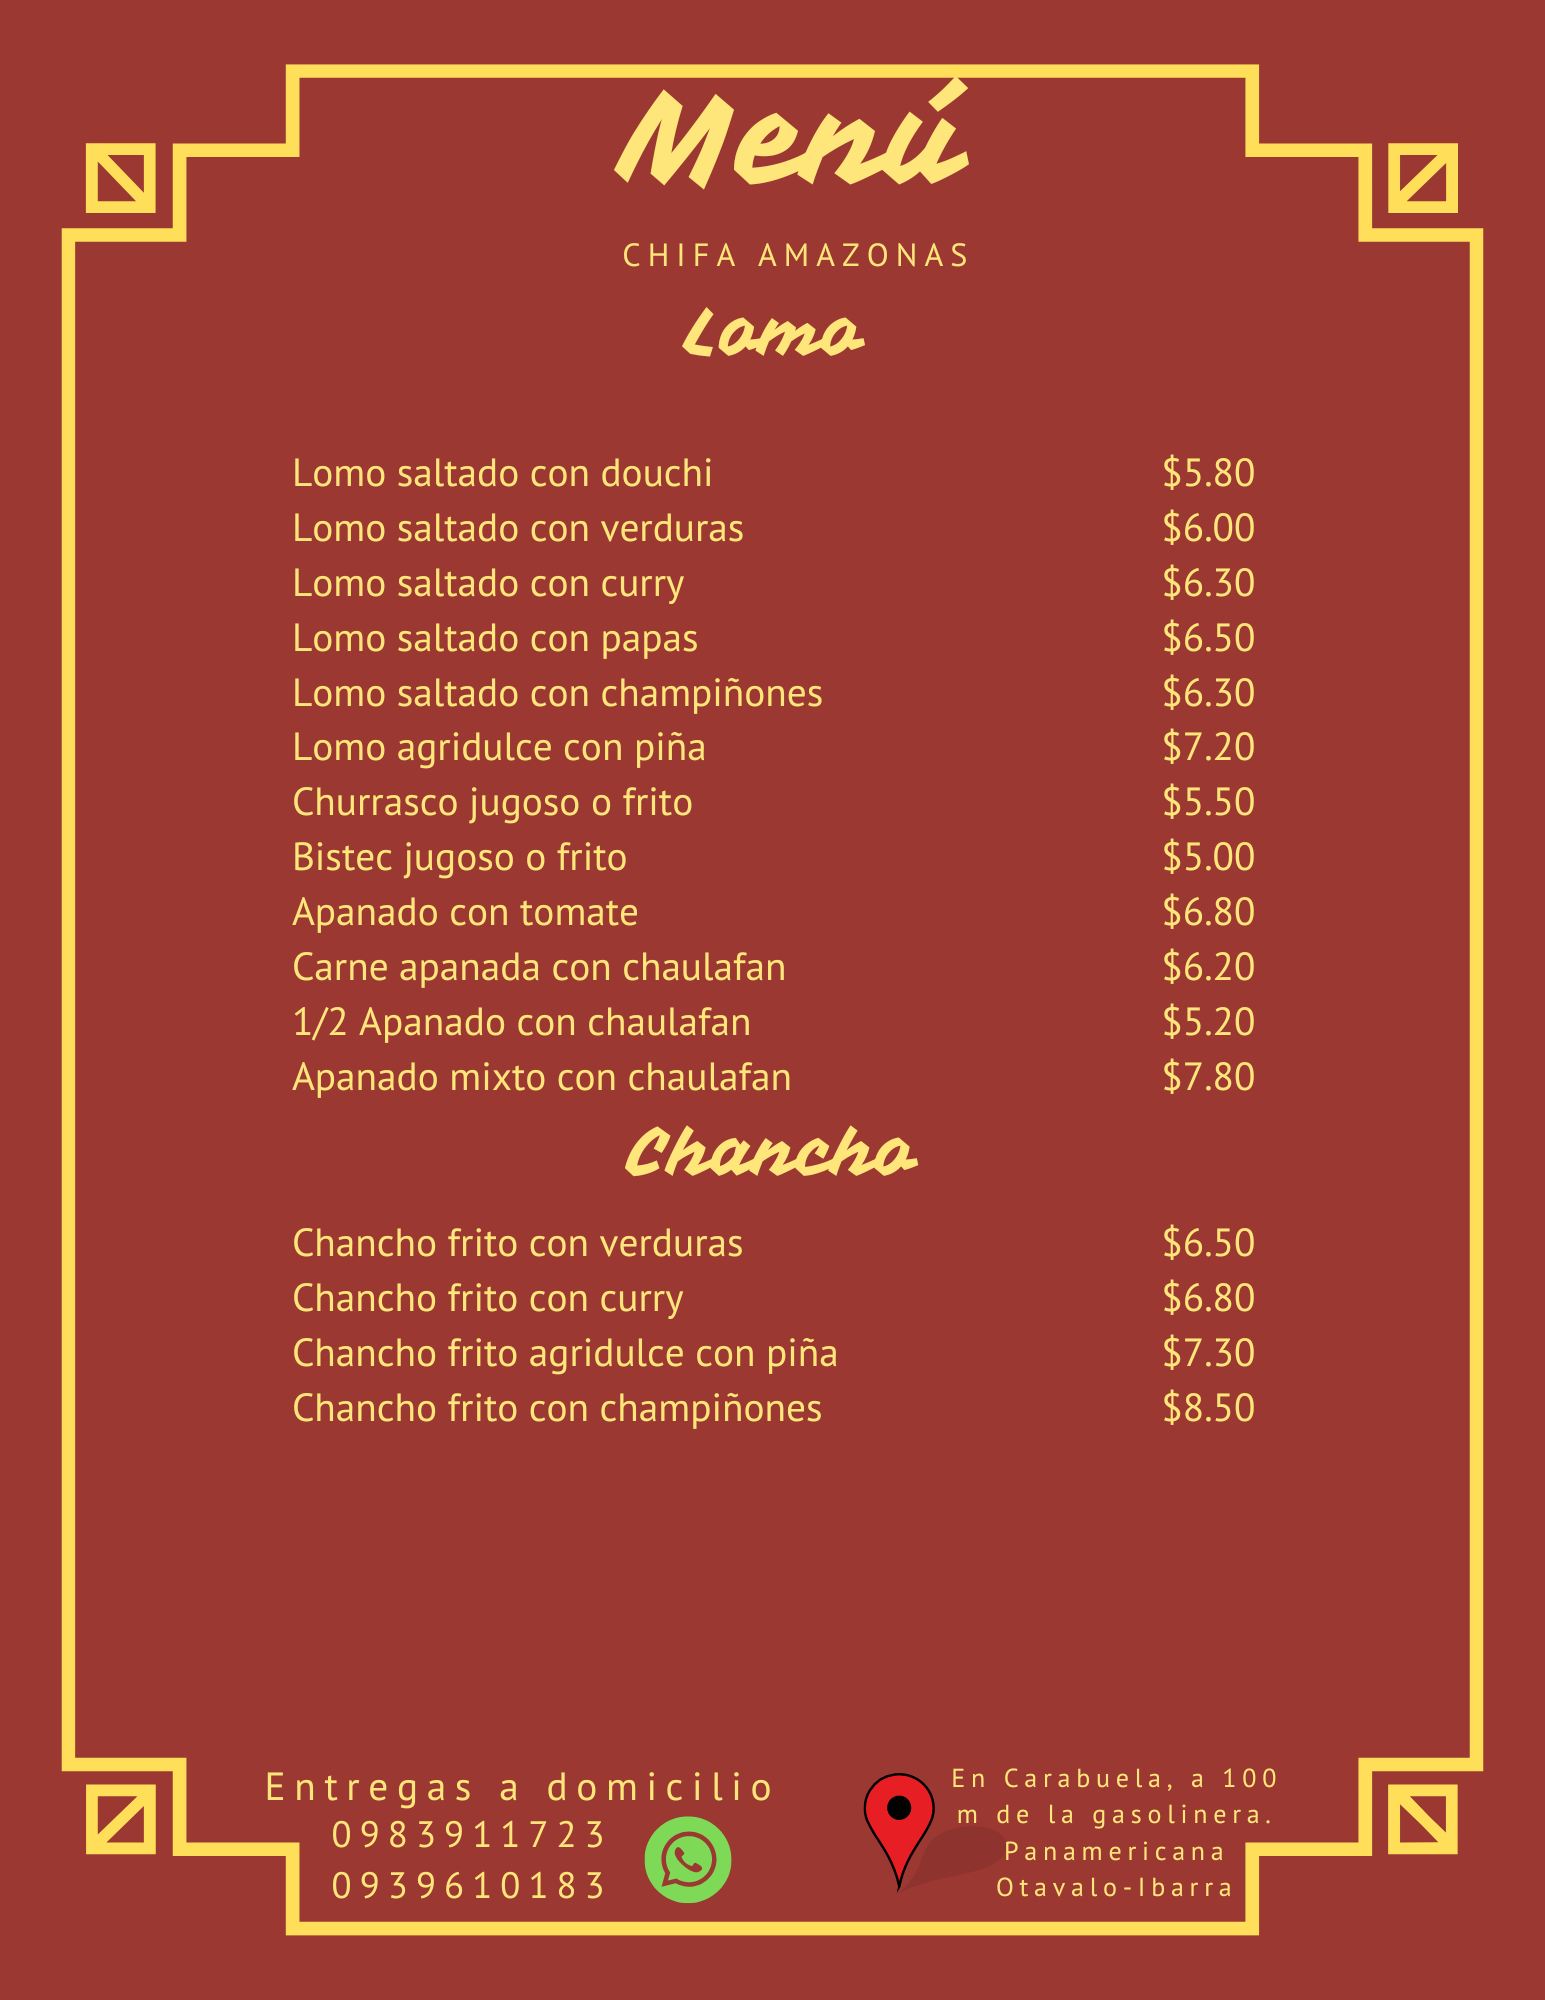 Menú
CHIFA AMAZONAS
Lomo
Lomo saltado con douchi $5.80
Lomo saltado con verduras $6.00
Lomo saltado con curry $6.30
Lomo saltado con papas $6.50
Lomo saltado con champiñones $6.30
Lomo agridulce con piña $7.20
Churrasco jugoso o frito $5.50
Bistec jugoso o frito $5.00
Apanado con tomate $6.80
Carne apanada con chaulafan $6.20
1/2 Apanado con chaulafan $5.20
Apanado mixto con chaulafan $7.80
Chancho
Chancho frito con verduras $6.50
Chancho frito con curry $6.80
Chancho frito agridulce con piña $7.30
Chancho frito con champiñones $8.50
Entregas a domicilio
0983911723
0939610183
En Carabuela, a 100
m de la gasolinera.
Panamericana
Otavalo-Ibarra